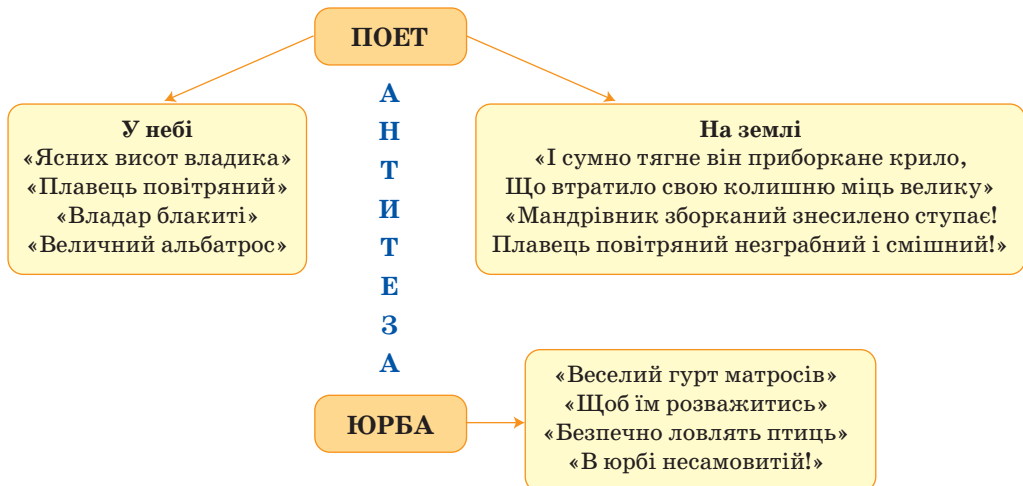 ПОЕТ
АНТИТЕЗА
У небі
«Ясних висот владика»
«Плавець повітряний»
«Владар блакиті»
«Величний альбатрос»
На землі
«І сумно тягне він приборкане крило,
Що втратило свою колишню міць велику»
«Мандрівник зборканий знесилено ступає!
Плавець повітряний незграбний і смішний!»
ЮРБА
«Веселий гурт матросів»
«Щоб їм розважитись»
«Безпечно ловлять птиць»
«В юрбі несамовитій!»